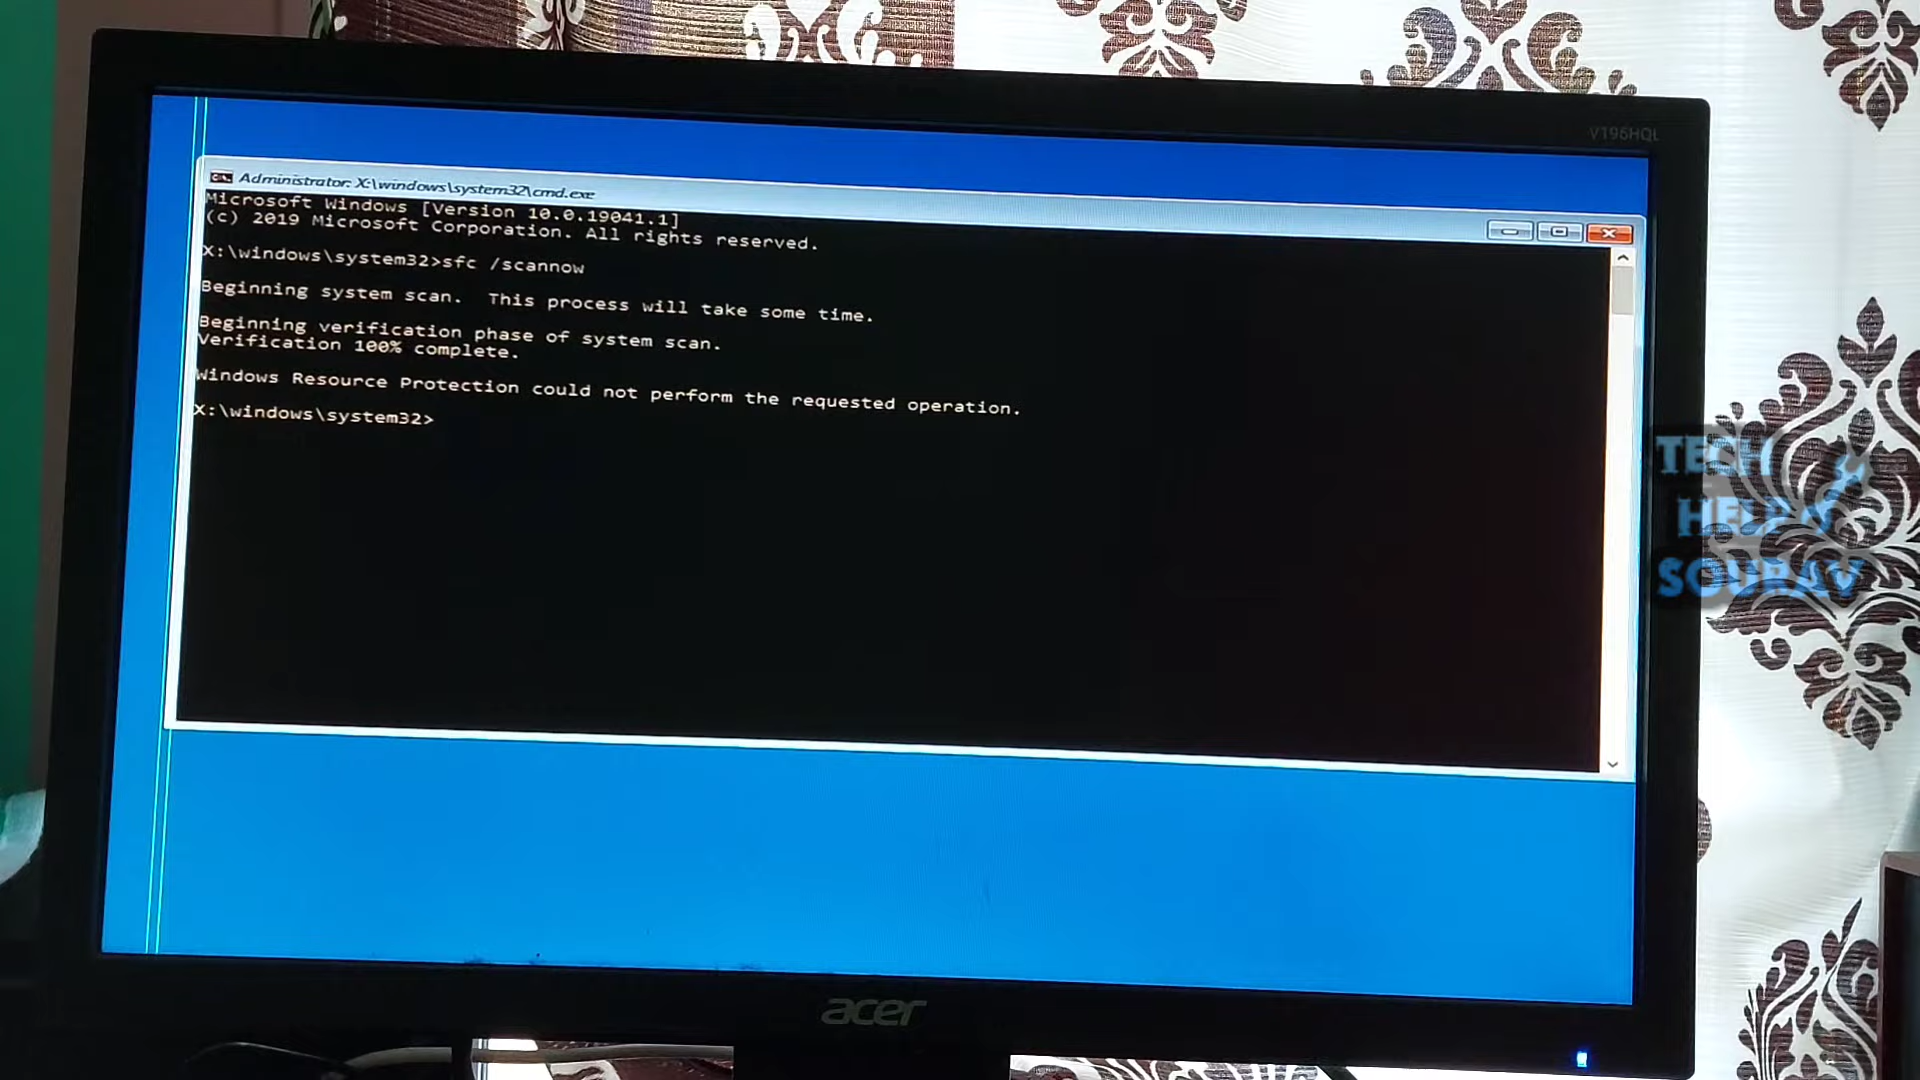 V196HQL
Administrator: X:\windows\system32\cmd.exe
Microsoft Windows [Version 10.0.19041.1]
(c) 2019 Microsoft Corporation. All rights reserved.
X:\windows\system32>sfc /scannow
Beginning system scan.  This process will take some time.
Beginning verification phase of system scan.
Verification 100% complete.
Windows Resource Protection could not perform the requested operation.
X:\windows\system32>
TECH
HELP
SOURAV
acer